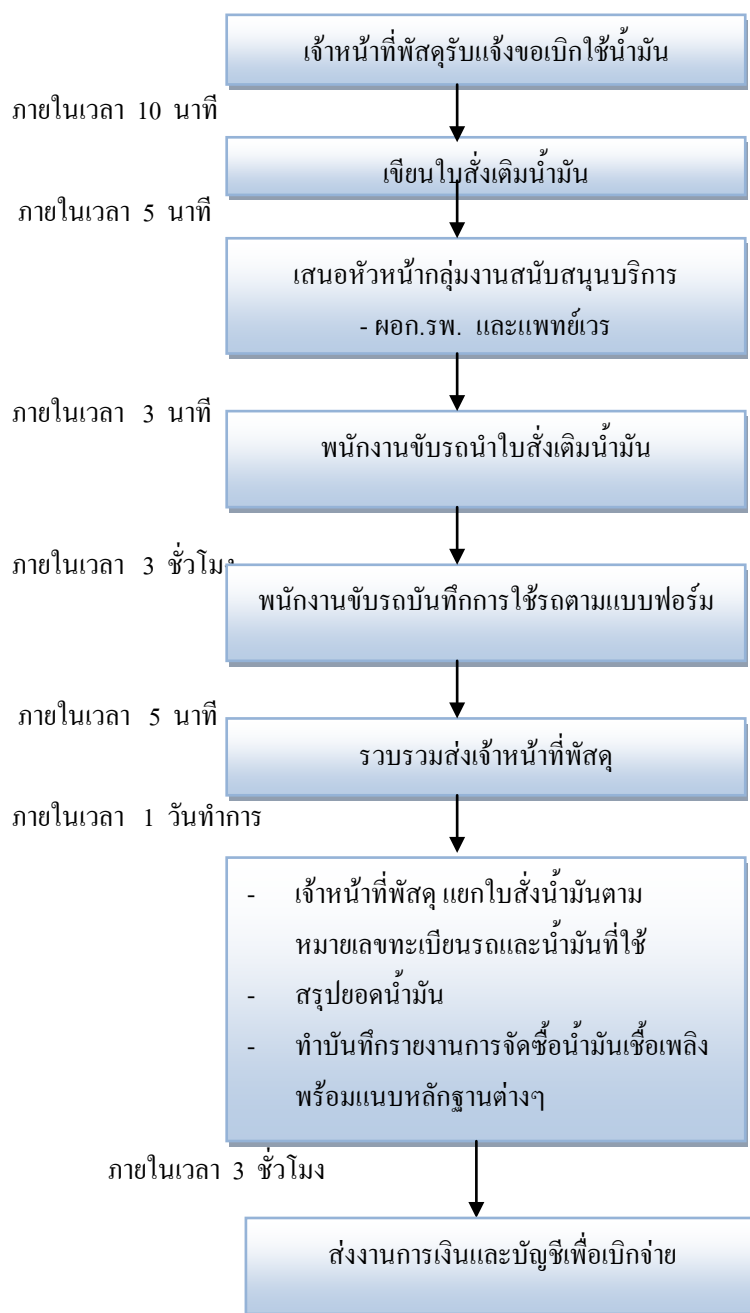 เจ้าหน้าที่พัสดุรับแจ้งขอเบิกใช้น้ำมัน
ภายในเวลา 10 นาที
เขียนใบสั่งเติมน้ำมัน
ภายในเวลา 5 นาที
เสนอหัวหน้ากลุ่มงานสนับสนุนบริการ
- ผอก.รพ. และแพทย์เวร
ภายในเวลา 3 นาที
พนักงานขับรถนำใบสั่งเติมน้ำมัน
ภายในเวลา 3 ชั่วโมง
พนักงานขับรถบันทึกการใช้รถตามแบบฟอร์ม
ภายในเวลา 5 นาที
รวบรวมส่งเจ้าหน้าที่พัสดุ
ภายในเวลา 1 วันทำการ
- เจ้าหน้าที่พัสดุ แยกใบสั่งน้ำมันตาม
หมายเลขทะเบียนรถและน้ำมันที่ใช้
- สรุปยอดน้ำมัน
- ทำบันทึกรายงานการจัดซื้อน้ำมันเชื้อเพลิง
พร้อมแนบหลักฐานต่างๆ
ภายในเวลา 3 ชั่วโมง
ส่งงานการเงินและบัญชีเพื่อเบิกจ่าย